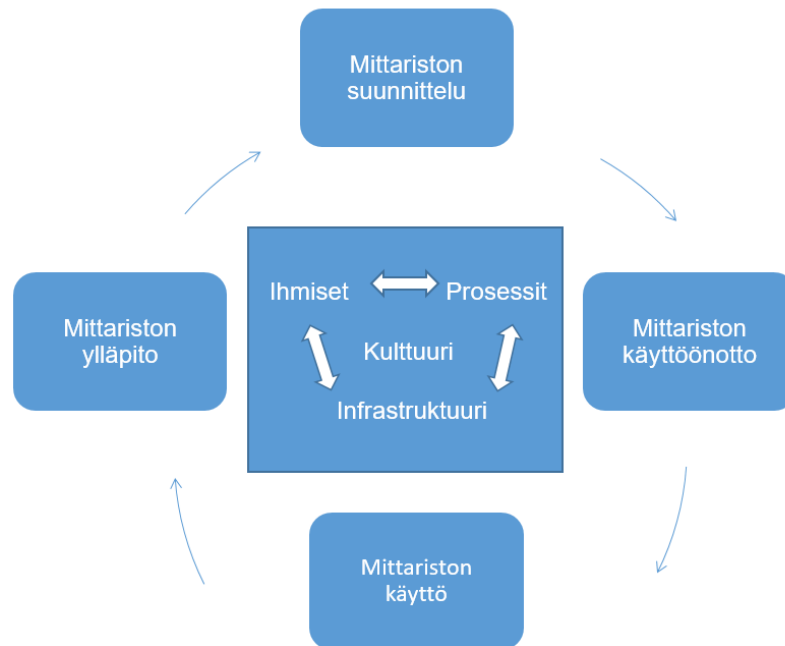 Mittariston
suunnittelu
Ihmiset
Prosessit
Mittariston
ylläpito
Kulttuuri
Mittariston
käyttöönotto
Infrastruktuuri
Mittariston
käyttö